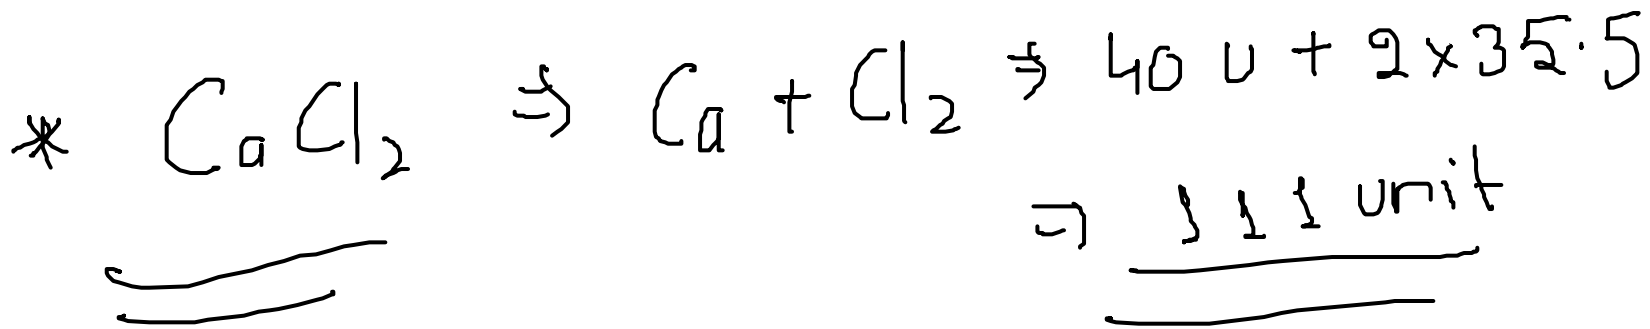 * CaCl₂ ⇒ Ca + Cl₂ ⇒ 40 u + 2 x 35.5
⇒ 111 unit